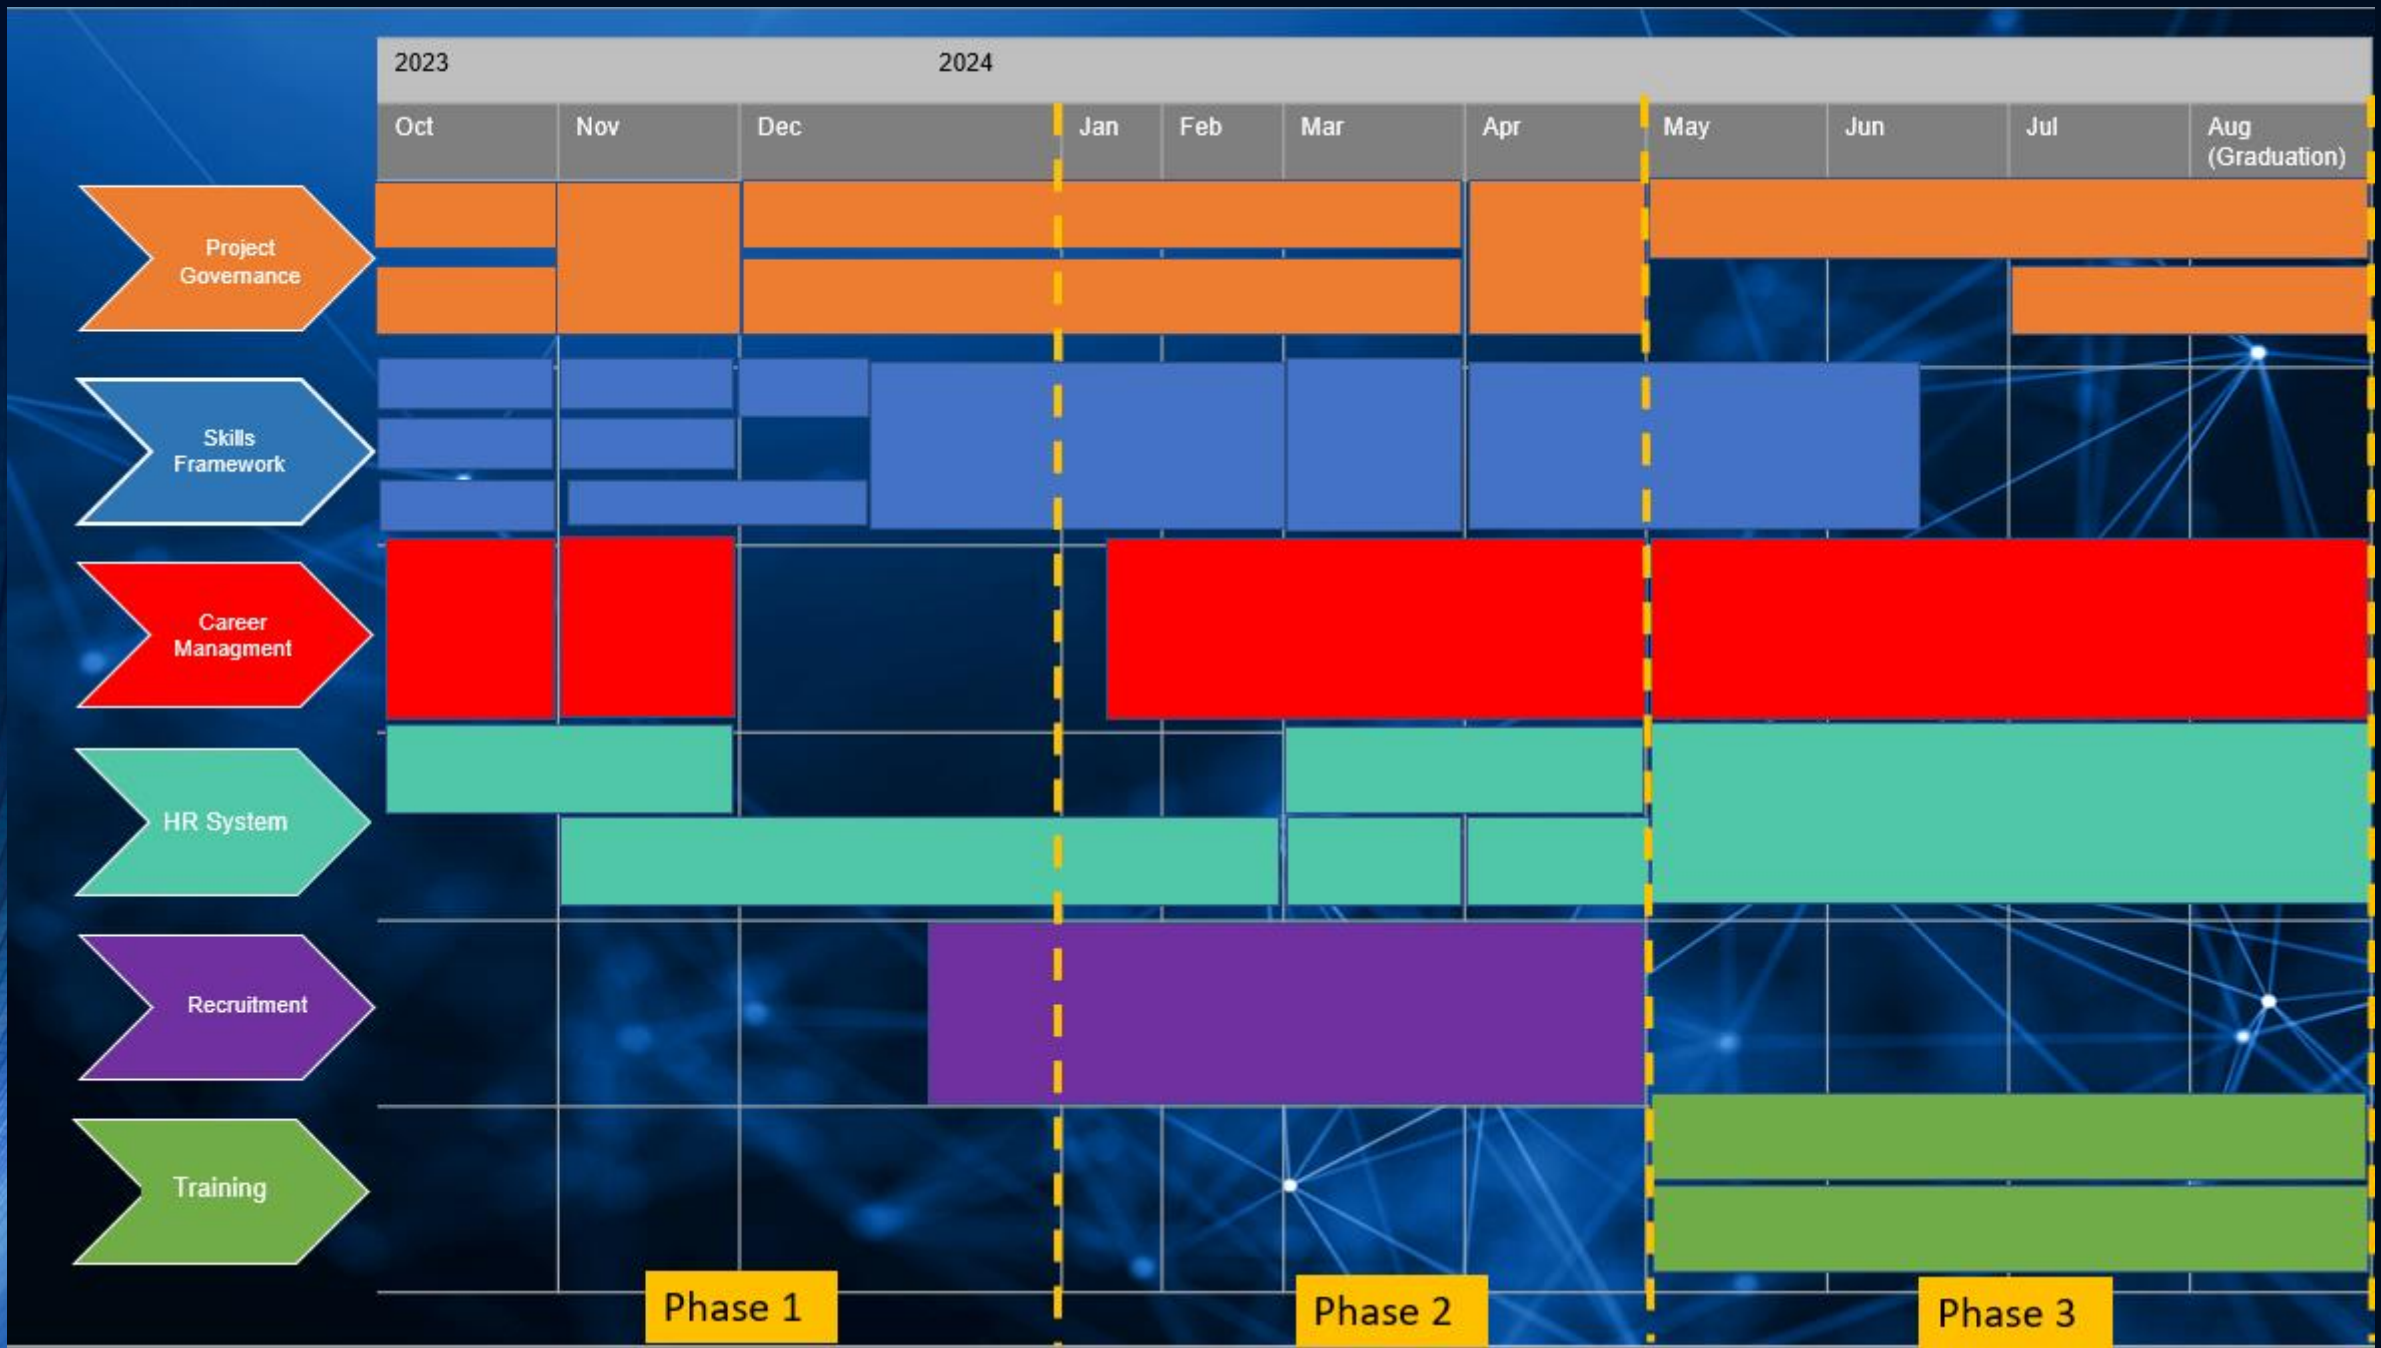 2023
2024
Oct
Nov
Dec
Jan
Feb
Mar
Apr
May
Jun
Jul
Aug
(Graduation)
Project
Governance
Skills
Framework
Career
Managment
HR System
Recruitment
Training
Phase 1
Phase 2
Phase 3